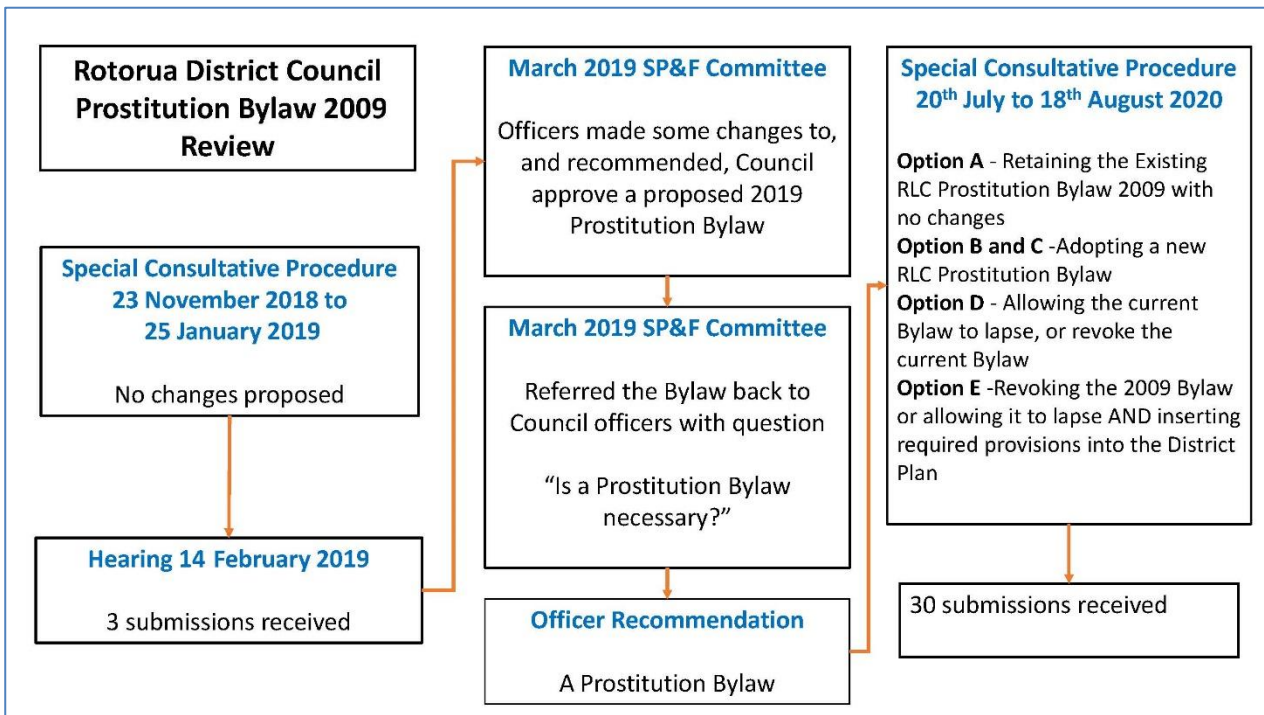 Rotorua District Council
Prostitution Bylaw 2009
Review
Special Consultative Procedure
23 November 2018 to
25 January 2019
No changes proposed
Hearing 14 February 2019
3 submissions received
March 2019 SP&F Committee
Officers made some changes to,
and recommended, Council
approve a proposed 2019
Prostitution Bylaw
March 2019 SP&F Committee
Referred the Bylaw back to
Council officers with question
“Is a Prostitution Bylaw
necessary?”
Officer Recommendation
A Prostitution Bylaw
Special Consultative Procedure
20th July to 18th August 2020
Option A - Retaining the Existing
RLC Prostitution Bylaw 2009 with
no changes
Option B and C -Adopting a new
RLC Prostitution Bylaw
Option D - Allowing the current
Bylaw to lapse, or revoke the
current Bylaw
Option E -Revoking the 2009 Bylaw
or allowing it to lapse AND inserting
required provisions into the District
Plan
30 submissions received